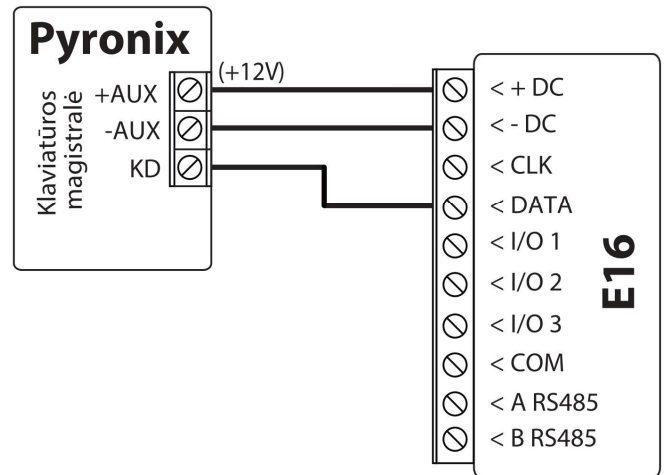 Pyronix
Klaviatūros
magistralė
+AUX
-AUX
KD
(+12V)
< + DC
< - DC
< CLK
< DATA
< I/O 1
< I/O 2
< I/O 3
< COM
< A RS485
< B RS485
E16